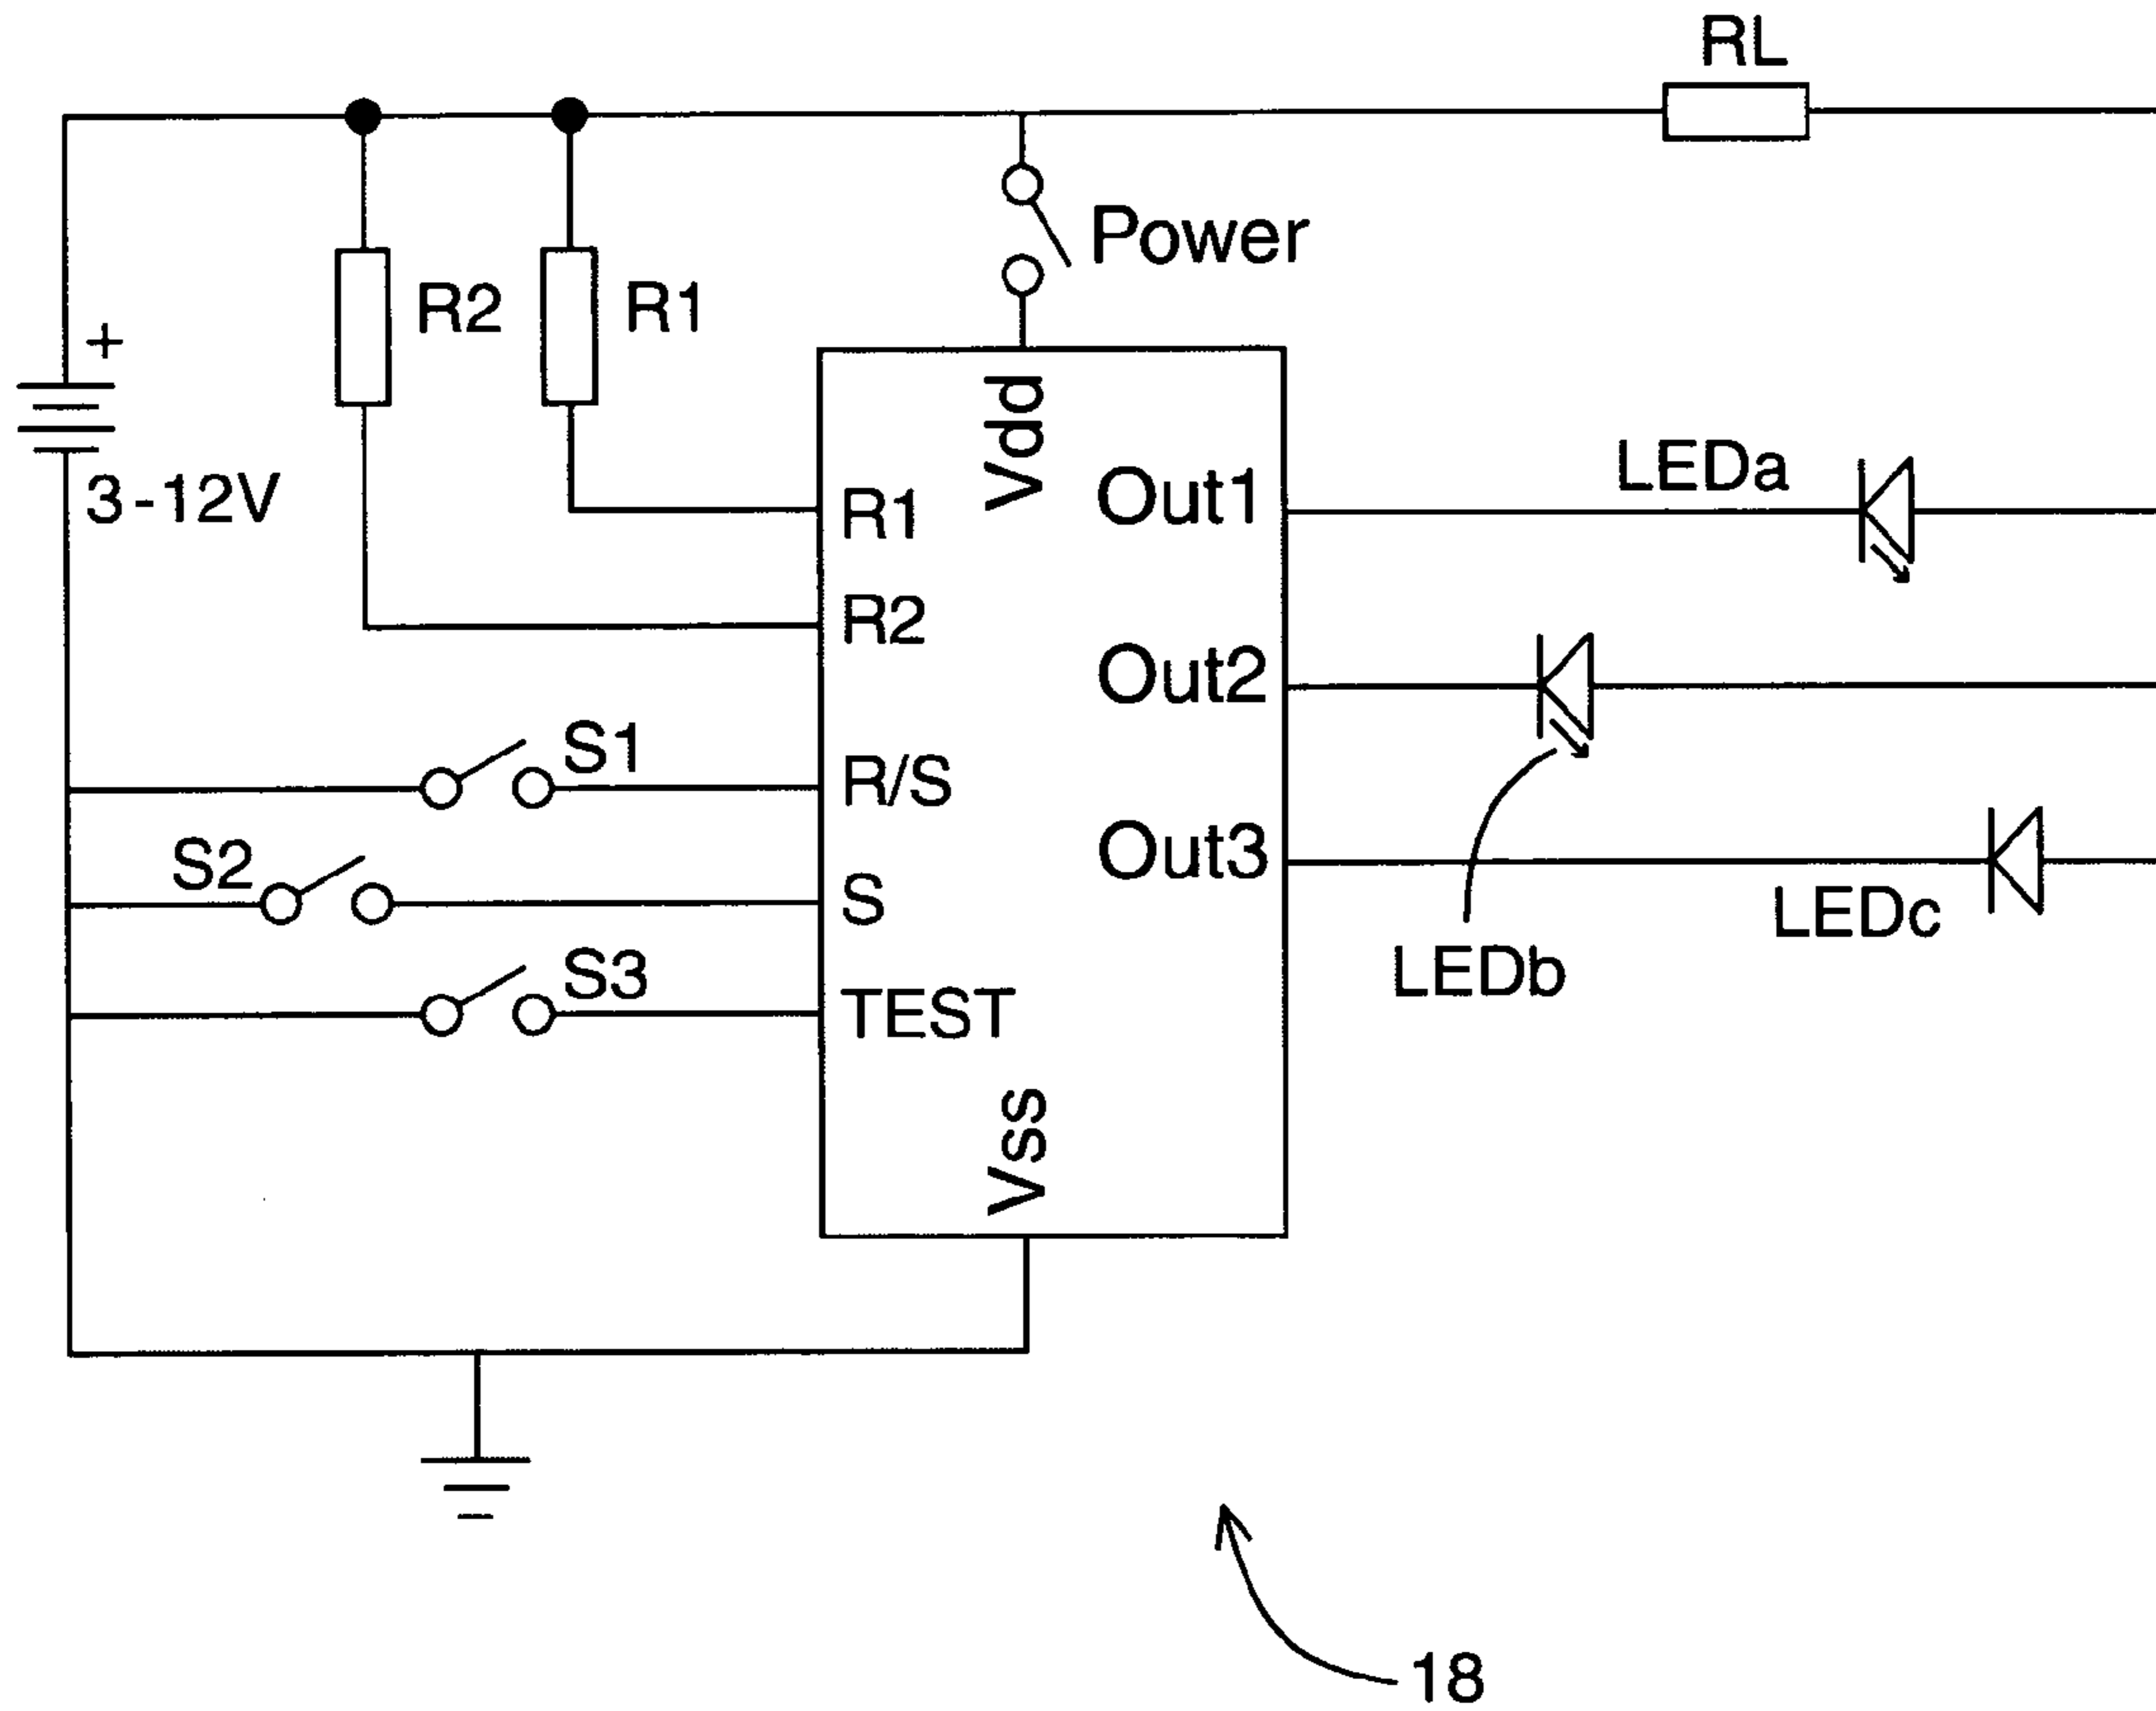 RL
Power
R2
R1
+
3-12V
Vdd
Out1
LEDa
R1
R2
Out2
S1
R/S
Out3
S2
S
LEDc
S3
LEDb
TEST
Vss
18